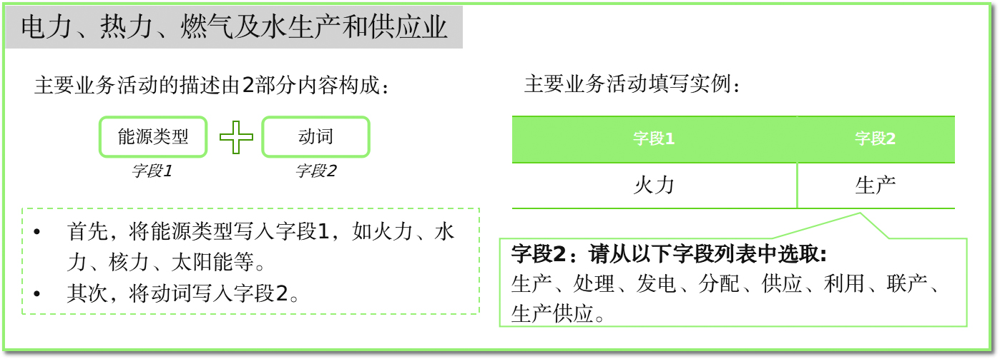 电力、热力、燃气及水生产和供应业
主要业务活动的描述由2部分内容构成：
能源类型
动词
字段1
字段2
• 首先，将能源类型写入字段1，如火力、水
力、核力、太阳能等。
• 其次，将动词写入字段2。
主要业务活动填写实例：
字段1 字段2
火力 生产
字段2：请从以下字段列表中选取:
生产、处理、发电、分配、供应、利用、联产、
生产供应。